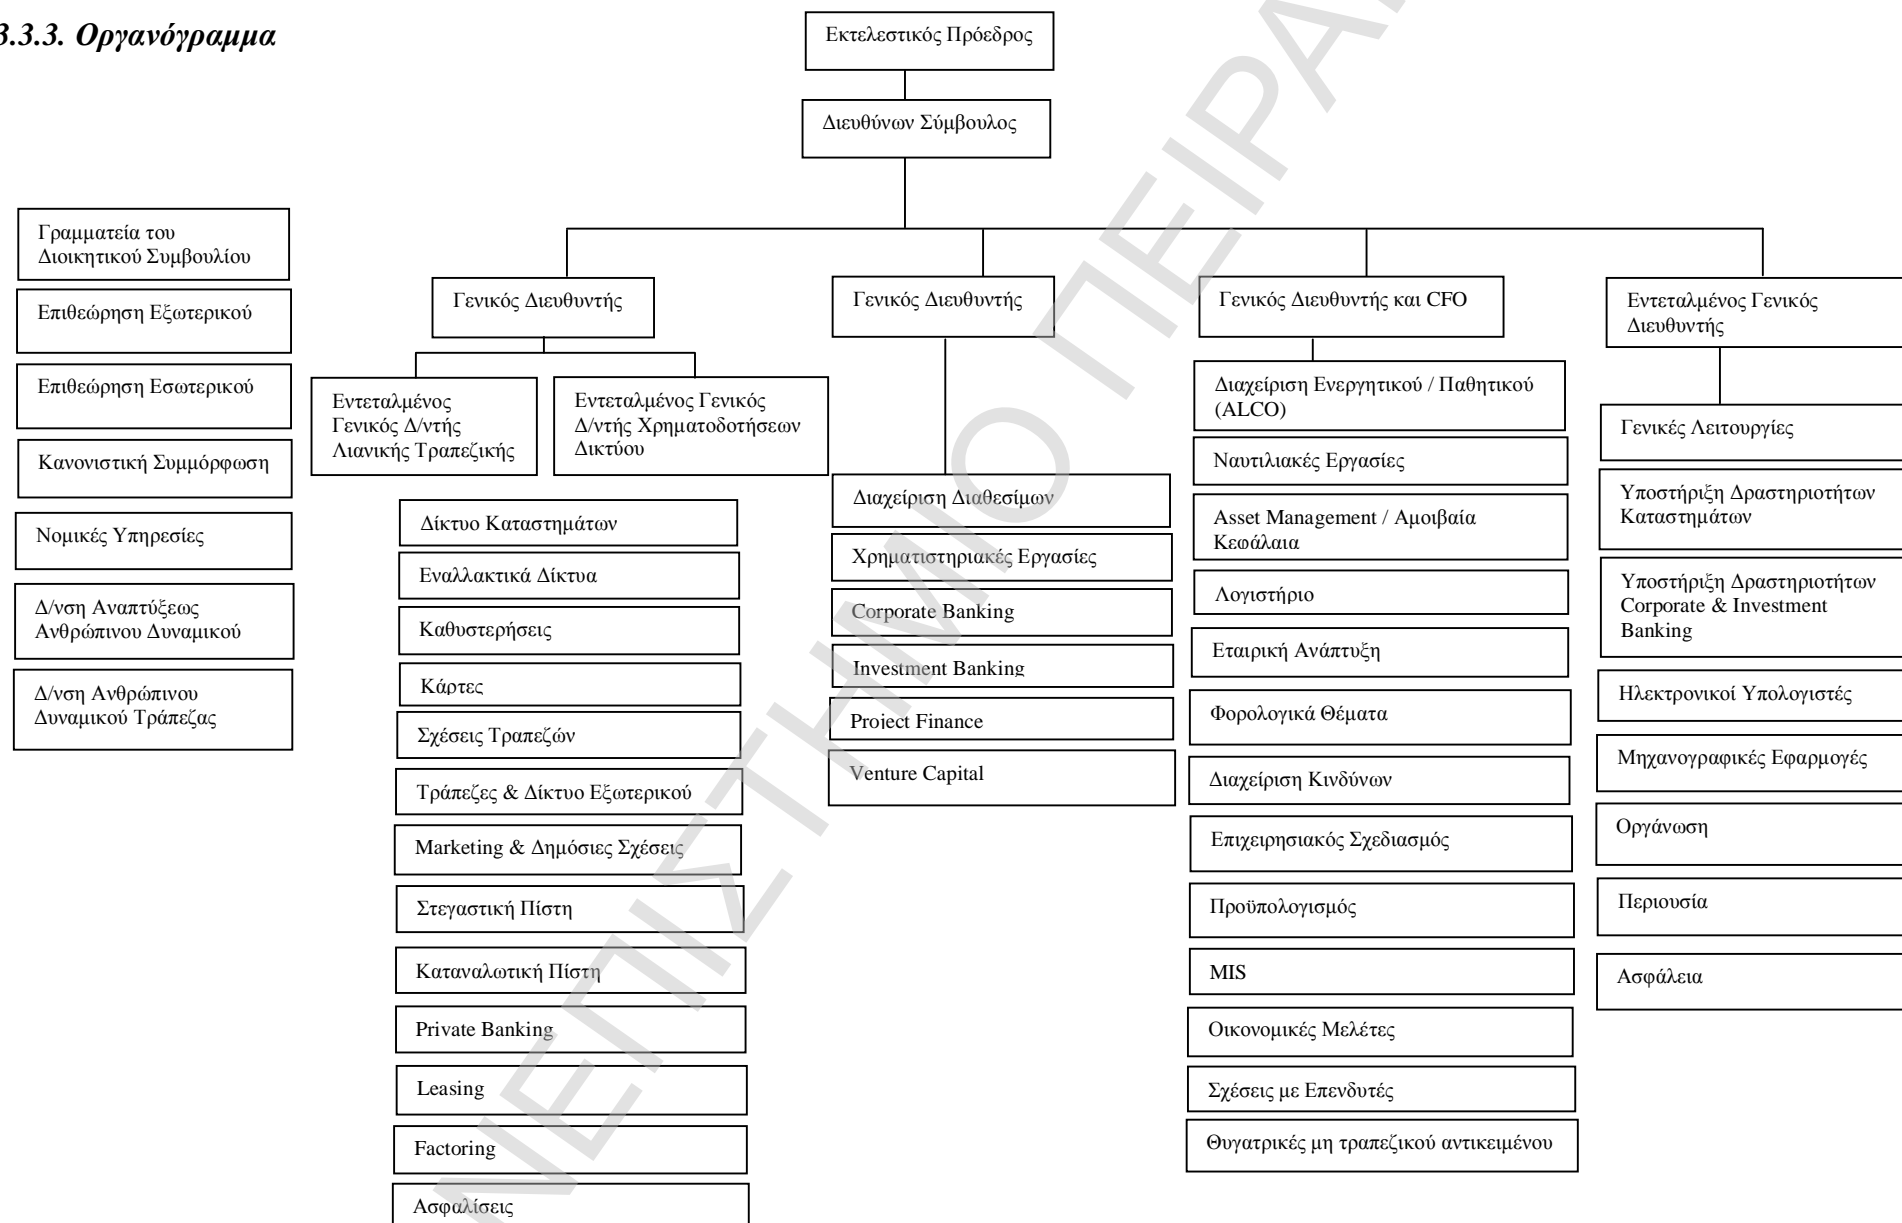 3.3.3. Οργανόγραμμα
Εκτελεστικός Πρόεδρος
Διευθύνων Σύμβουλος
Γραμματεία του
Διοικητικού Συμβουλίου
Επιθεώρηση Εξωτερικού
Επιθεώρηση Εσωτερικού
Κανονιστική Συμμόρφωση
Νομικές Υπηρεσίες
Δ/νση Αναπτύξεως
Ανθρώπινου Δυναμικού
Δ/νση Ανθρώπινου
Δυναμικού Τράπεζας
Γενικός Διευθυντής
Εντεταλμένος
Γενικός Δ/ντής
Λιανικής Τραπεζικής
Εντεταλμένος Γενικός
Δ/ντής Χρηματοδοτήσεων
Δικτύου
Δίκτυο Καταστημάτων
Εναλλακτικά Δίκτυα
Καθυστερήσεις
Κάρτες
Σχέσεις Τραπεζών
Τράπεζες & Δίκτυο Εξωτερικού
Marketing & Δημόσιες Σχέσεις
Στεγαστική Πίστη
Καταναλωτική Πίστη
Private Banking
Leasing
Factoring
Ασφαλίσεις
Γενικός Διευθυντής
Διαχείριση Διαθεσίμων
Χρηματιστηριακές Εργασίες
Corporate Banking
Investment Banking
Project Finance
Venture Capital
Γενικός Διευθυντής και CFO
Διαχείριση Ενεργητικού / Παθητικού
(ALCO)
Ναυτιλιακές Εργασίες
Asset Management / Αμοιβαία
Κεφάλαια
Λογιστήριο
Εταιρική Ανάπτυξη
Φορολογικά Θέματα
Διαχείριση Κινδύνων
Επιχειρησιακός Σχεδιασμός
Προϋπολογισμός
MIS
Οικονομικές Μελέτες
Σχέσεις με Επενδυτές
Θυγατρικές μη τραπεζικού αντικειμένου
Εντεταλμένος Γενικός
Διευθυντής
Γενικές Λειτουργίες
Υποστήριξη Δραστηριοτήτων
Καταστημάτων
Υποστήριξη Δραστηριοτήτων
Corporate & Investment
Banking
Ηλεκτρονικοί Υπολογιστές
Μηχανογραφικές Εφαρμογές
Οργάνωση
Περιουσία
Ασφάλεια
ΝΕΠΙΣΤΗΜΙΟ ΠΕΙΡΑ